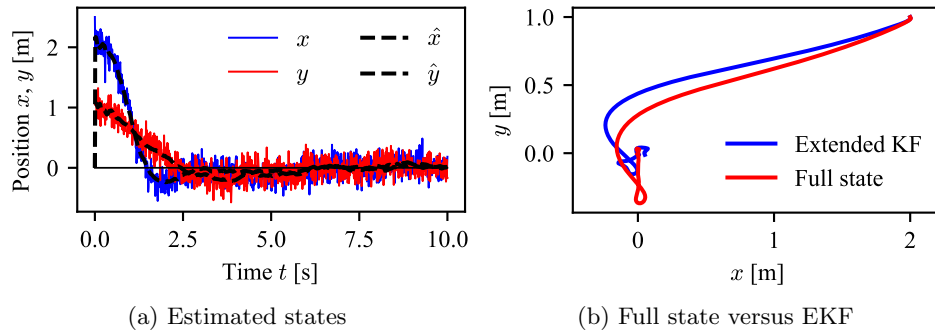 Position x, y [m]
2
1
0
x
y
x̂
ŷ
0.0 2.5 5.0 7.5 10.0
Time t [s]
(a) Estimated states
y [m]
1.0
0.5
0.0
Extended KF
Full state
0 1 2
x [m]
(b) Full state versus EKF